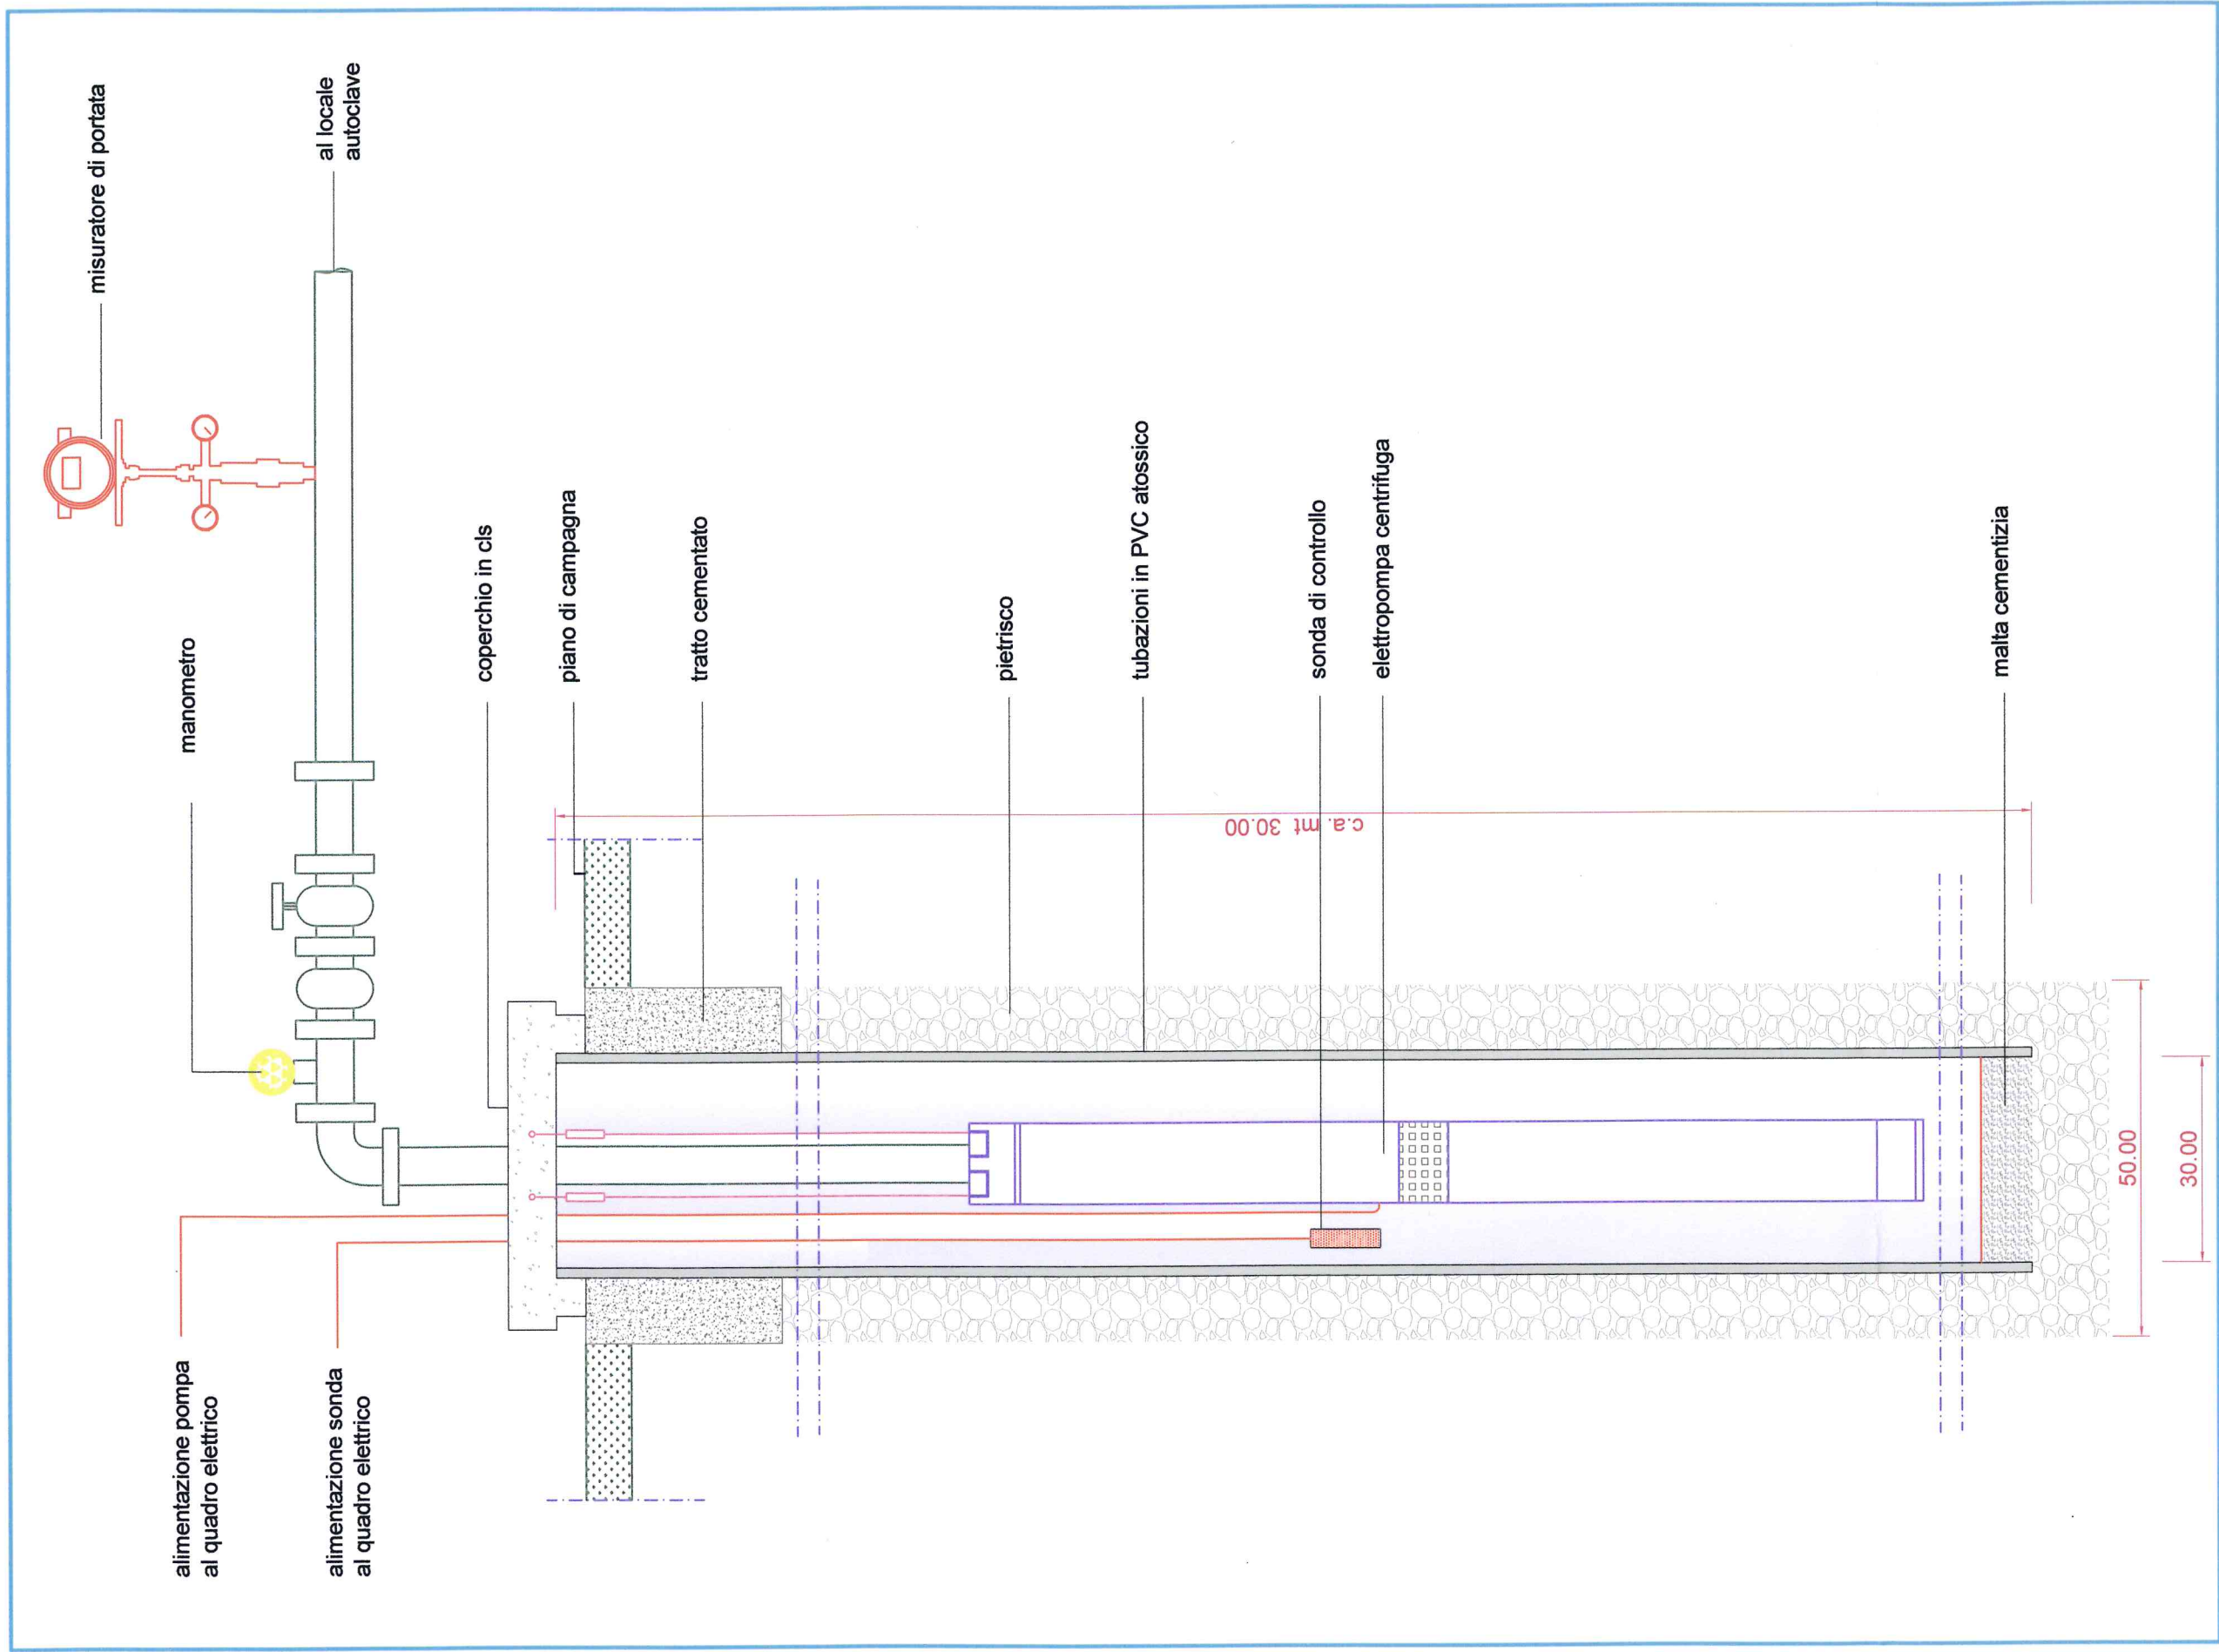 misuratore di portata
al locale
autoclave
manometro
coperchio in cls
piano di campagna
tratto cementato
pietrisco
tubazioni in PVC atossico
sonda di controllo
elettropompa centrifuga
malta cementizia
c.a. mt 30.00
50.00
30.00
alimentazione pompa
al quadro elettrico
alimentazione sonda
al quadro elettrico